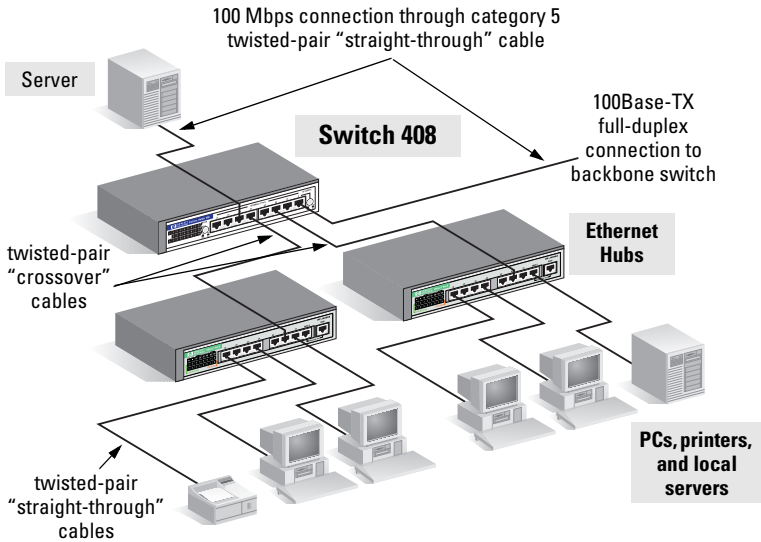 100 Mbps connection through category 5
twisted-pair “straight-through” cable
Server
Switch 408
100Base-TX
full-duplex
connection to
backbone switch
Ethernet
Hubs
twisted-pair
“crossover”
cables
PCs, printers,
and local
servers
twisted-pair
“straight-through”
cables